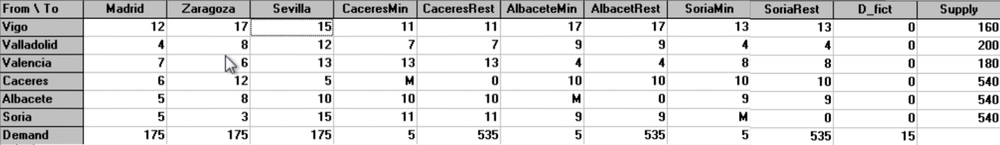 From \ To Madrid Zaragoza Sevilla CaceresMin CaceresRest AlbaceteMin AlbacetRest SoriaMin SoriaRest D_fict Supply
Vigo 12 17 15 11 11 17 17 13 13 0 160
Valladolid 4 8 12 7 7 9 9 4 4 0 200
Valencia 7 6 13 13 13 4 4 8 8 0 180
Caceres 6 12 5 M 0 10 10 10 10 0 540
Albacete 5 8 10 10 10 M 0 9 9 0 540
Soria 5 3 15 11 11 9 9 M 0 0 540
Demand 175 175 175 5 535 5 535 5 535 15